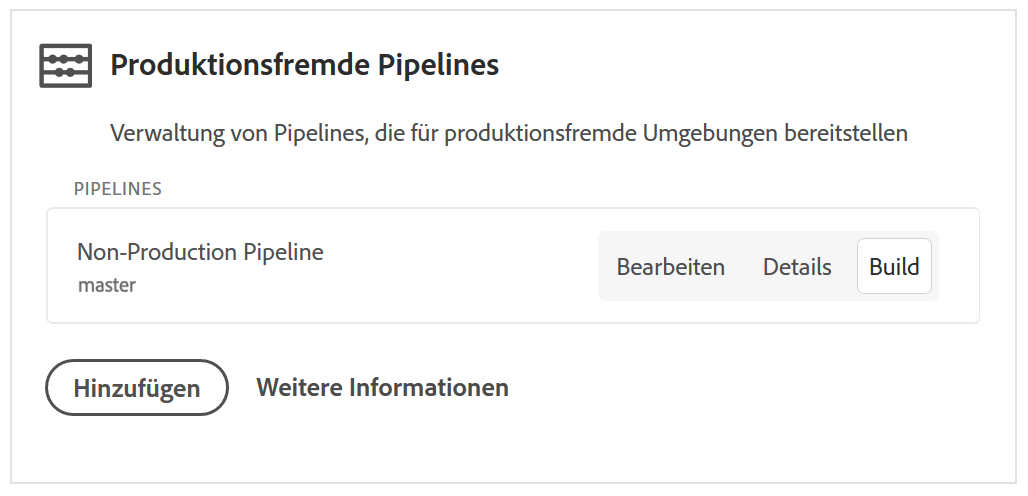 Produktionsfremde Pipelines
Verwaltung von Pipelines, die für produktionsfremde Umgebungen bereitstellen
PIPELINES
Non-Production Pipeline
master
Bearbeiten Details Build
Hinzufügen Weitere Informationen